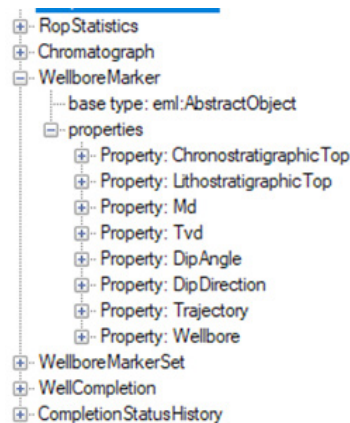 RopStatistics
Chromatograph
WellboreMarker
base type: eml:AbstractObject
properties
Property: ChronostratigraphicTop
Property: LithostratigraphicTop
Property: Md
Property: Tvd
Property: DipAngle
Property: DipDirection
Property: Trajectory
Property: Wellbore
WellboreMarkerSet
WellCompletion
CompletionStatusHistory